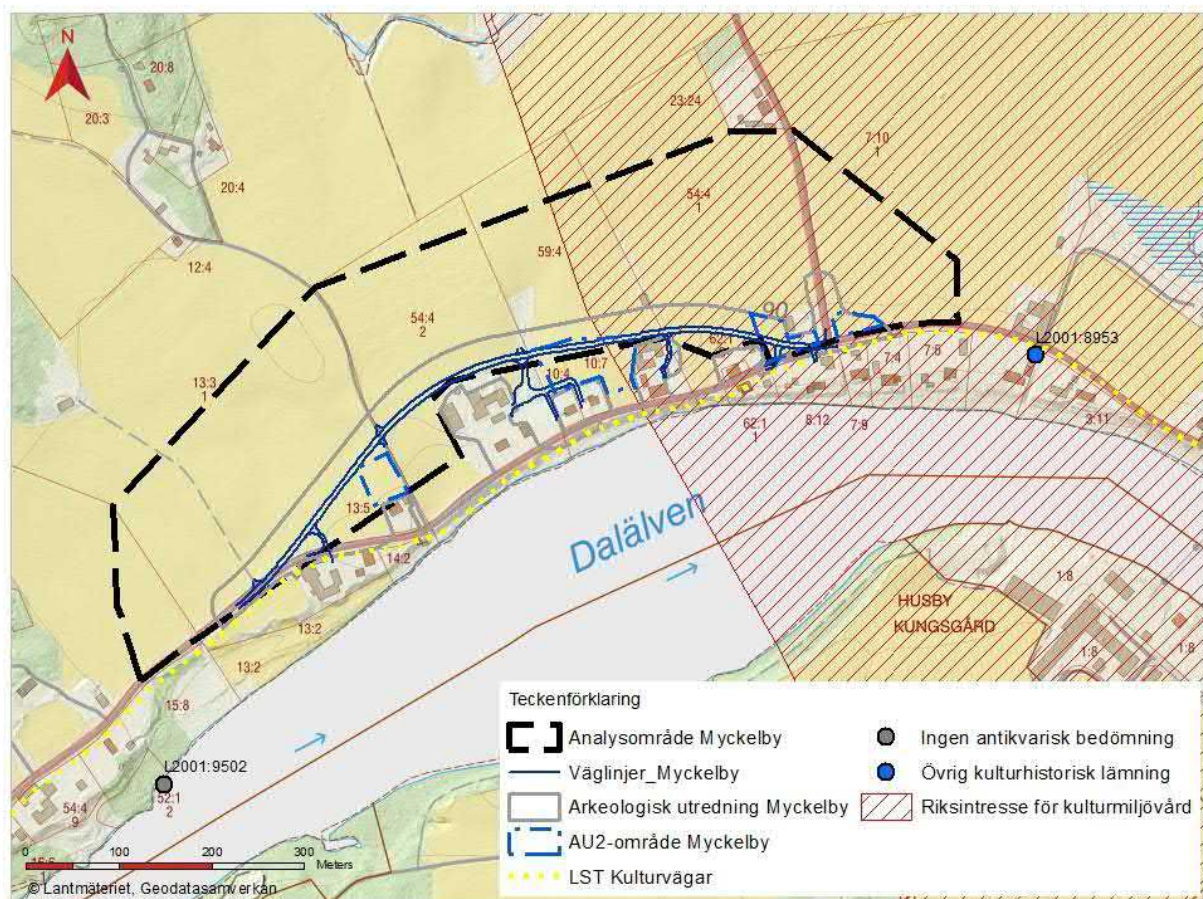 N
20:8
20:3
20:4
23:24
7:10
1
54:4
1
59:4
12:4
54:4
2
90
L2001:8953
62:1
10:7
10:4
7:4
13:3
1
3:11
62:1
1
8:12
7:9
13:5
14:2
Dalälven
13:2
13:2
HUSBY
KUNGSGÅRD
1:8
1:8
1:8
15:8
L2001:9502
52:1
2
54:4
9
0 100 200 300
Meters
© Lantmäteriet, Geodatasamverkan
Teckenförklaring
Analysområde Myckelby
Väglinjer_Myckelby
Arkeologisk utredning Myckelby
AU2-område Myckelby
LST Kulturvägar
Ingen antikvarisk bedömning
Övrig kulturhistorisk lämning
Riksintresse för kulturmiljövård